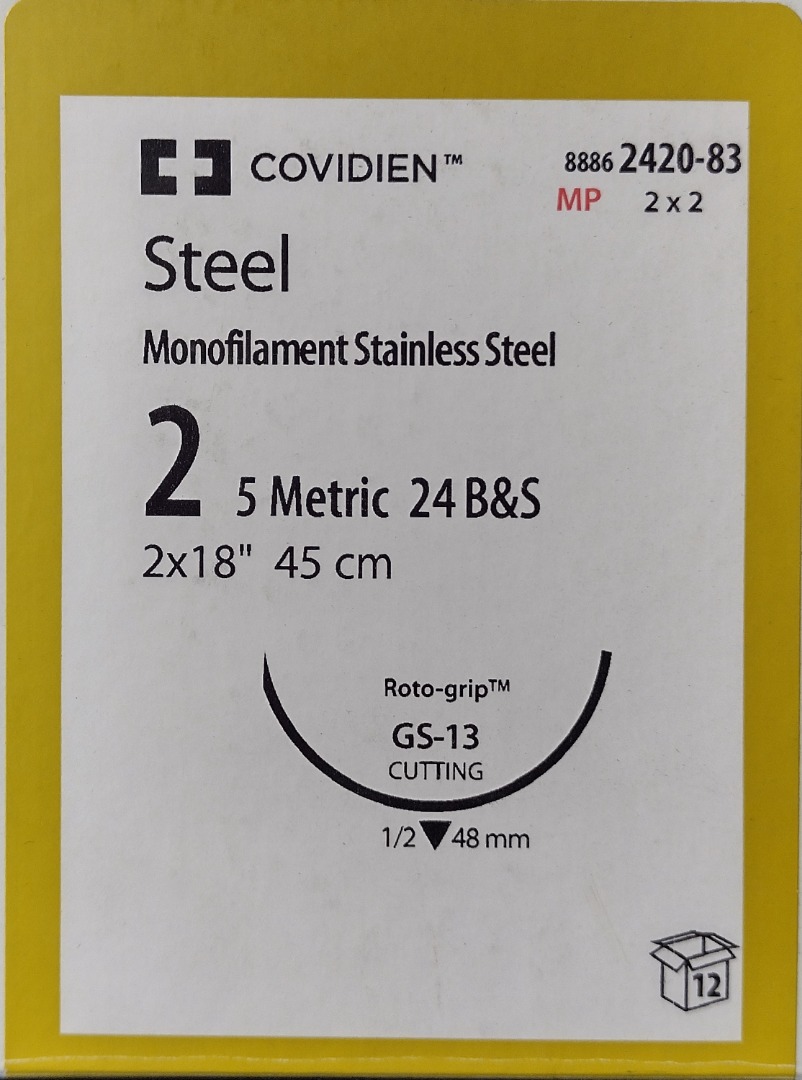 COVIDIEN™
8886 2420-83
MP 2 x 2
Steel
Monofilament Stainless Steel
2 5 Metric 24 B&S
2x18" 45 cm
Roto-grip™
GS-13
CUTTING
1/2 ▼ 48 mm
12